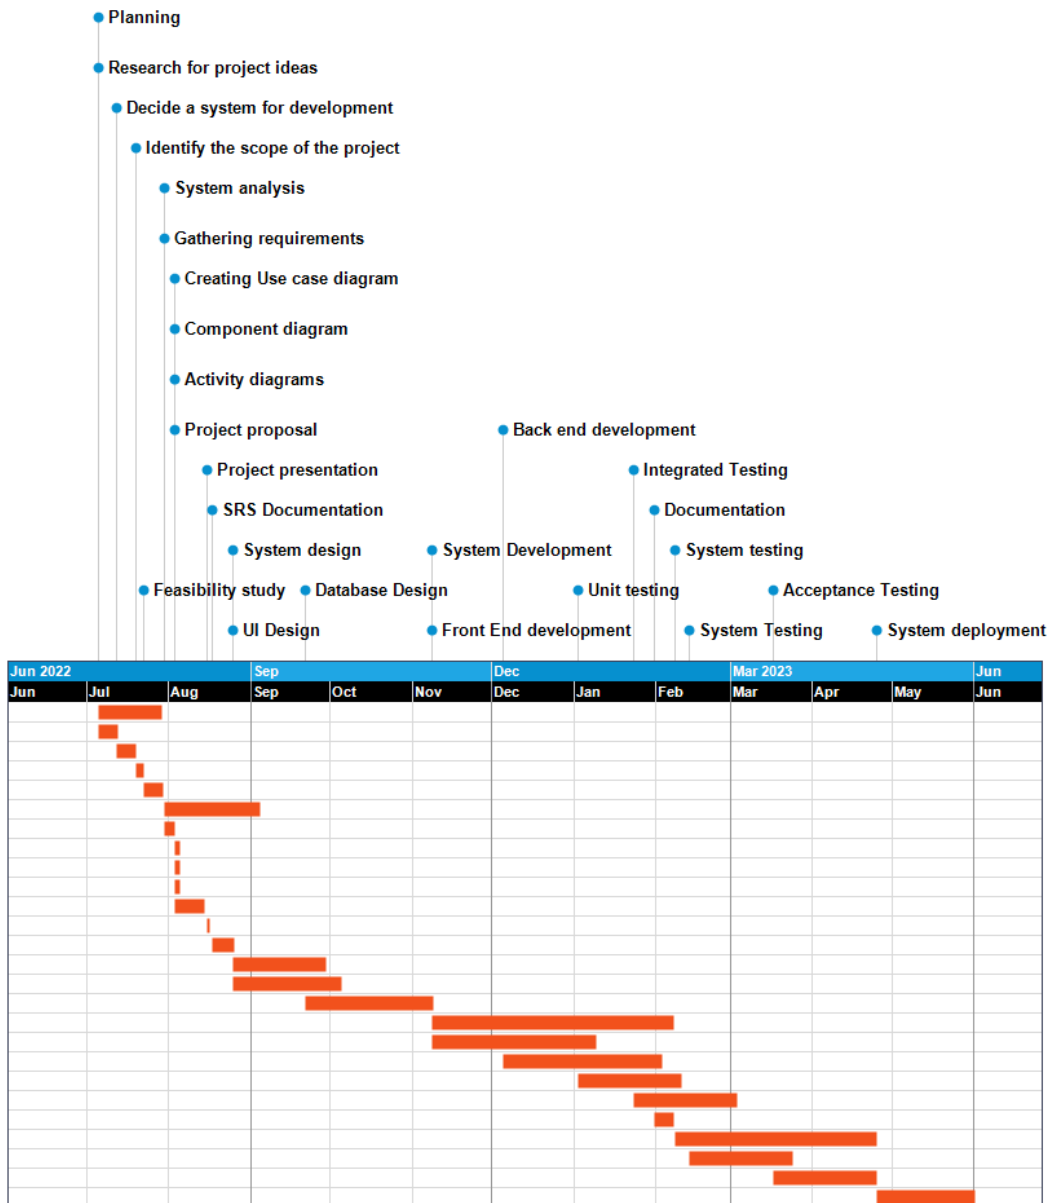 Planning
Research for project ideas
Decide a system for development
Identify the scope of the project
System analysis
Gathering requirements
Creating Use case diagram
Component diagram
Activity diagrams
Project proposal Back end development
Project presentation Integrated Testing
SRS Documentation Documentation
System design System Development System testing
Feasibility study Database Design Unit testing Acceptance Testing
UI Design Front End development System Testing System deployment
Jun 2022 Sep Dec Mar 2023 Jun
Jun Jul Aug Sep Oct Nov Dec Jan Feb Mar Apr May Jun